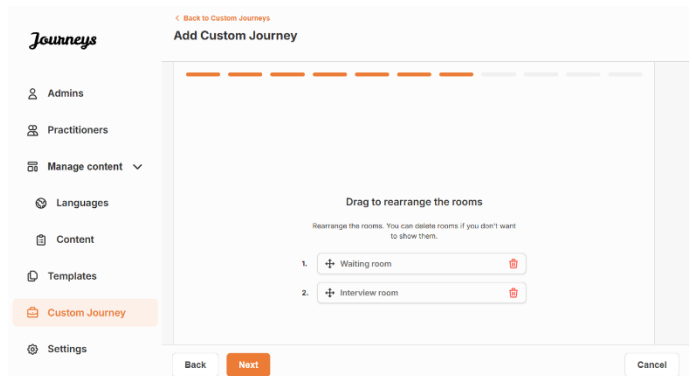 Journeys
Admins
Practitioners
Manage content
Languages
Content
Templates
Custom Journey
Settings
Back to Custom Journeys
Add Custom Journey
Drag to rearrange the rooms
Rearrange the rooms. You can delete rooms if you don't want
to show them.
1. Waiting room
2. Interview room
Back Next Cancel